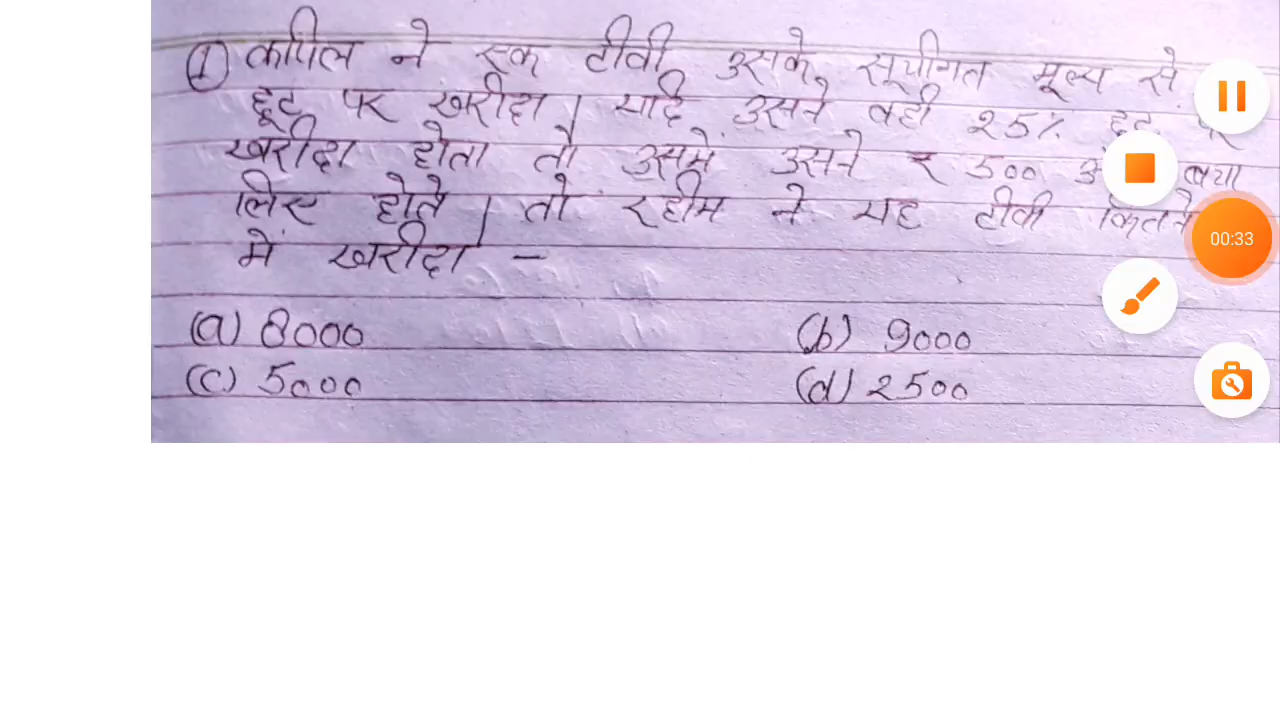 ① कपिल ने एक टीवी उसके सूचीगत मूल्य से
छूट पर खरीदा। यदि उसने वही 25% छूट पर
खरीदा होता तो उसमें उसने ₹ 500 बचा
लिए होते। तो रहीम ने यह टीवी कितने
में खरीदा -
(a) 8000 (b) 9000
(c) 5000 (d) 2500
00:33